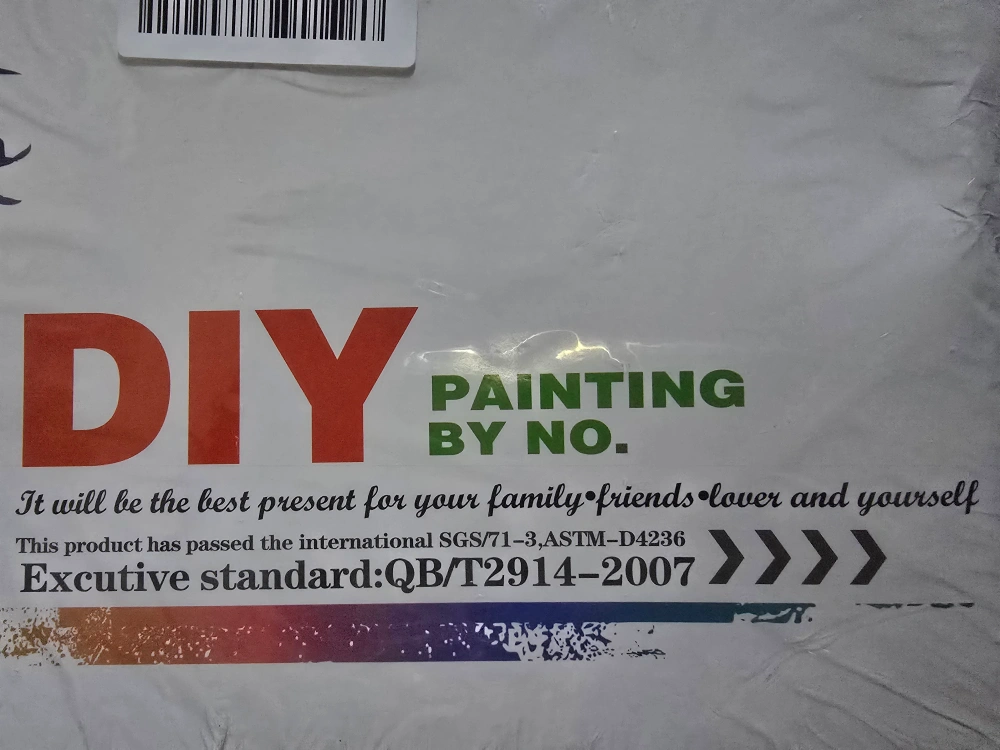 DIY
PAINTING
BY NO.
It will be the best present for your family•friends•lover and yourself
This product has passed the international SGS/71-3,ASTM-D4236
Excutive standard:QB/T2914-2007